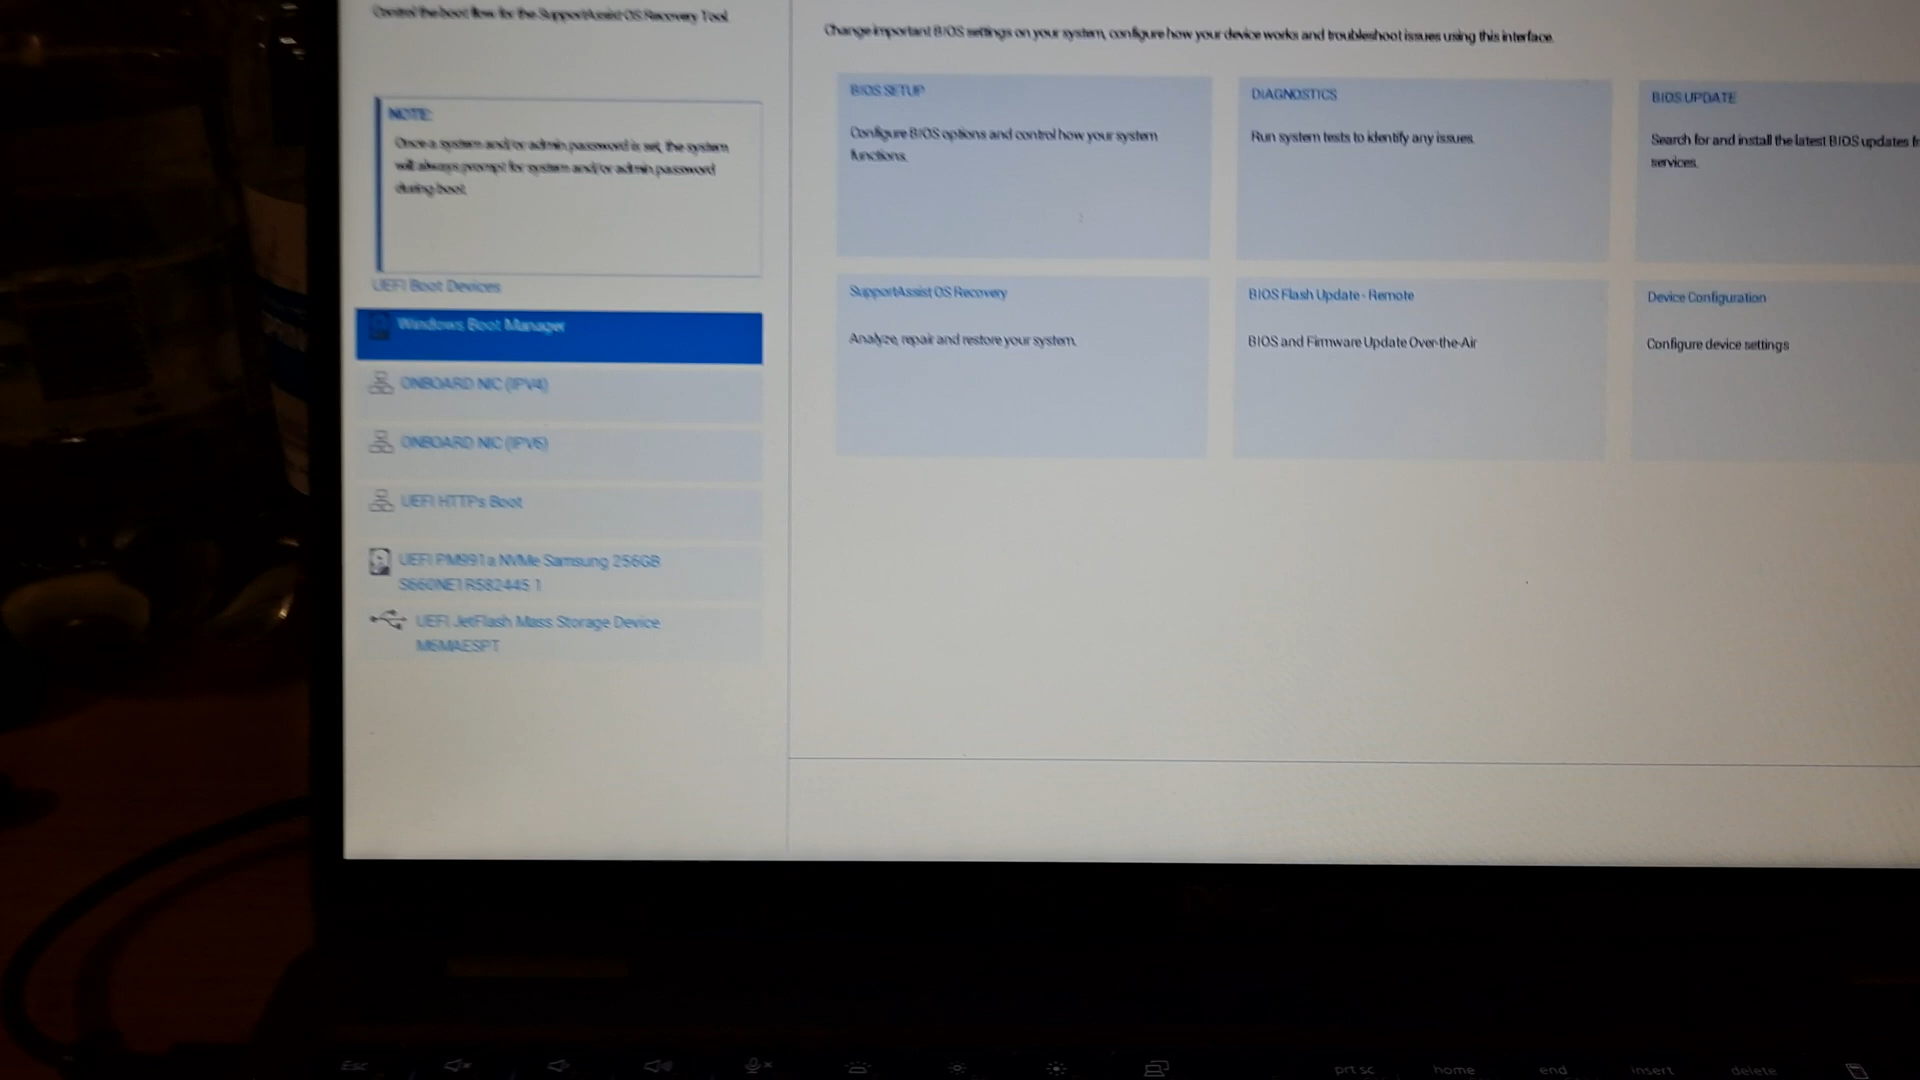 Control the boot flow for the SupportAssist OS Recovery Tool.
NOTE:
Once a system and/or admin password is set, the system
will always prompt for system and/or admin password
during boot.
UEFI Boot Devices
Windows Boot Manager
ONBOARD NIC (IPV4)
ONBOARD NIC (IPV6)
UEFI HTTPs Boot
UEFI PM991a NVMe Samsung 256GB
S660NE1R582445 1
UEFI JetFlash Mass Storage Device
M6MAESPT
Change important BIOS settings on your system, configure how your device works and troubleshoot issues using this interface.
BIOS SETUP
Configure BIOS options and control how your system
functions.
DIAGNOSTICS
Run system tests to identify any issues.
BIOS UPDATE
Search for and install the latest BIOS updates
services.
SupportAssist OS Recovery
Analyze, repair and restore your system.
BIOS Flash Update - Remote
BIOS and Firmware Update Over-the-Air
Device Configuration
Configure device settings
Esc
prt sc
home
end
insert
delete